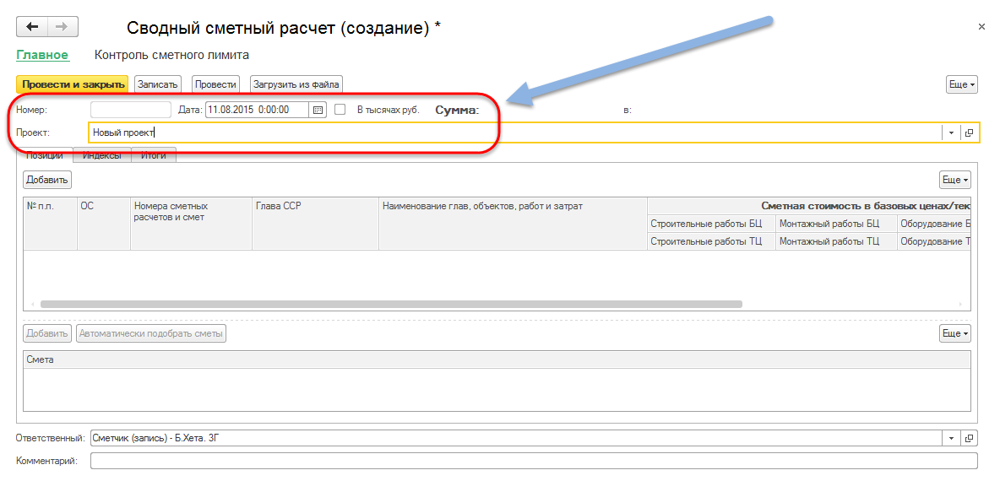 Сводный сметный расчет (создание) *
Главное Контроль сметного лимита
Провести и закрыть Записать Провести Загрузить из файла Еще
Номер: Дата: 11.08.2015 0:00:00 В тысячах руб. Сумма: в:
Проект: Новый проект
Позиции Индексы Итоги
Добавить Еще
№ п.п. ОС Номера сметных расчетов и смет Глава ССР Наименование глав, объектов, работ и затрат Сметная стоимость в базовых ценах/тек
Строительные работы БЦ Монтажный работы БЦ Оборудование Б
Строительные работы ТЦ Монтажный работы ТЦ Оборудование Т
Добавить Автоматически подобрать сметы Еще
Смета
Ответственный: Сметчик (запись) - Б.Хета. 3Г
Комментарий: